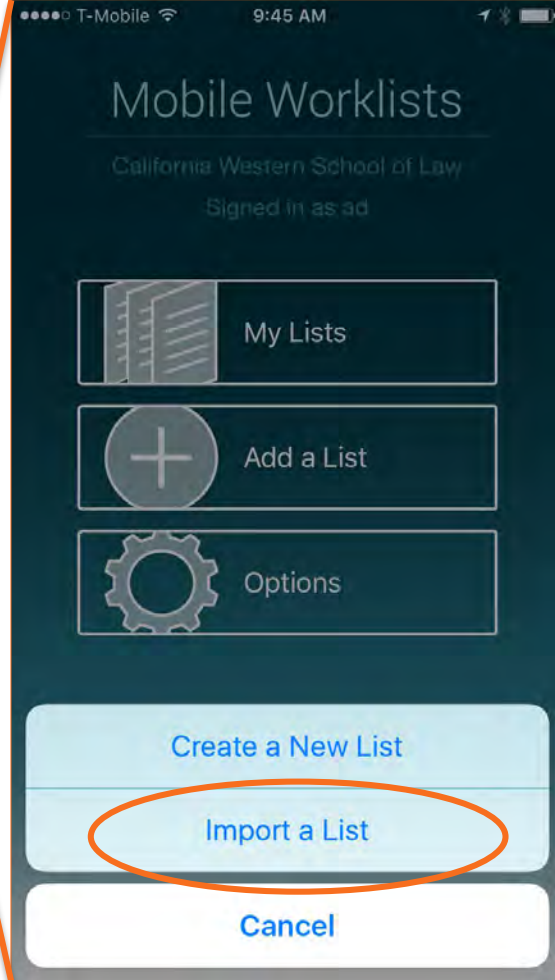 T-Mobile 9:45 AM
Mobile Worklists
California Western School of Law
Signed in as ad
My Lists
Add a List
Options
Create a New List
Import a List
Cancel